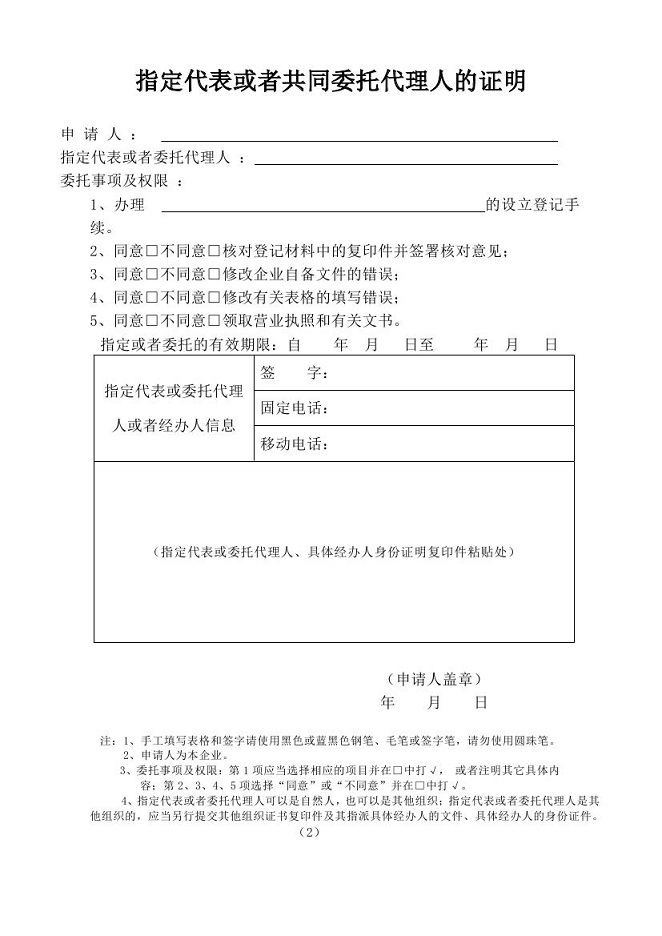 指定代表或者共同委托代理人的证明
申 请 人 ：
指定代表或者委托代理人 ：
委托事项及权限 ：
1、办理 的设立登记手
续。
2、同意□不同意□核对登记材料中的复印件并签署核对意见；
3、同意□不同意□修改企业自备文件的错误；
4、同意□不同意□修改有关表格的填写错误；
5、同意□不同意□领取营业执照和有关文书。
指定或者委托的有效期限：自 年 月 日至 年 月 日
指定代表或委托代理
人或者经办人信息
签 字：
固定电话：
移动电话：
（指定代表或委托代理人、具体经办人身份证明复印件粘贴处）
（申请人盖章）
年 月 日
注：1、手工填写表格和签字请使用黑色或蓝黑色钢笔、毛笔或签字笔，请勿使用圆珠笔。
2、申请人为本企业。
3、委托事项及权限：第 1 项应当选择相应的项目并在□中打√， 或者注明其它具体内
容；第 2、3、4、5 项选择“同意”或“不同意”并在□中打√。
4、指定代表或者委托代理人可以是自然人，也可以是其他组织；指定代表或者委托代理人是其
他组织的，应当另行提交其他组织证书复印件及其指派具体经办人的文件、具体经办人的身份证件。
（2）